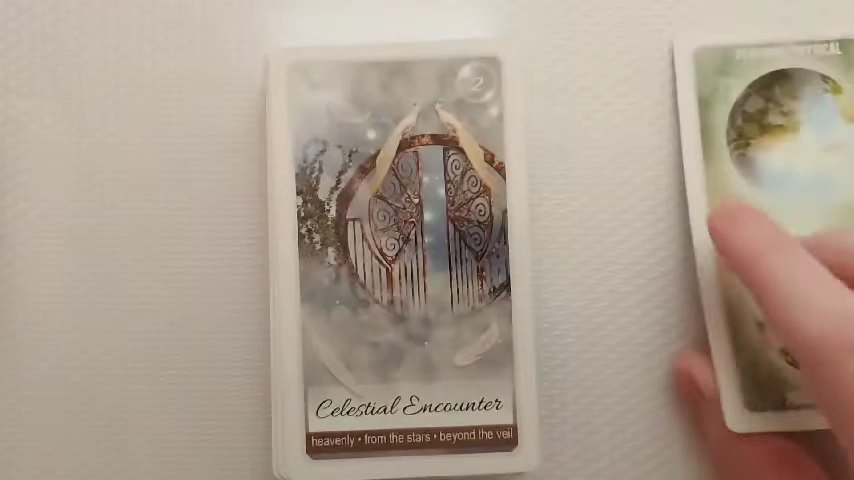 2
Celestial Encounter
heavenly • from the stars • beyond the veil